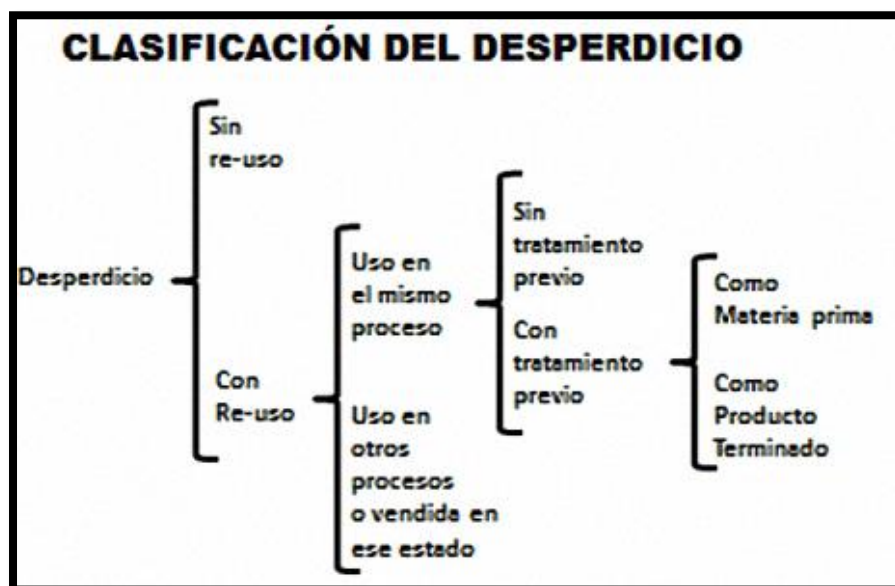 CLASIFICACIÓN DEL DESPERDICIO
Desperdicio
Sin
re-uso
Con
Re-uso
Uso en
el mismo
proceso
Uso en
otros
procesos
o vendida en
ese estado
Sin
tratamiento
previo
Con
tratamiento
previo
Como
Materia prima
Como
Producto
Terminado